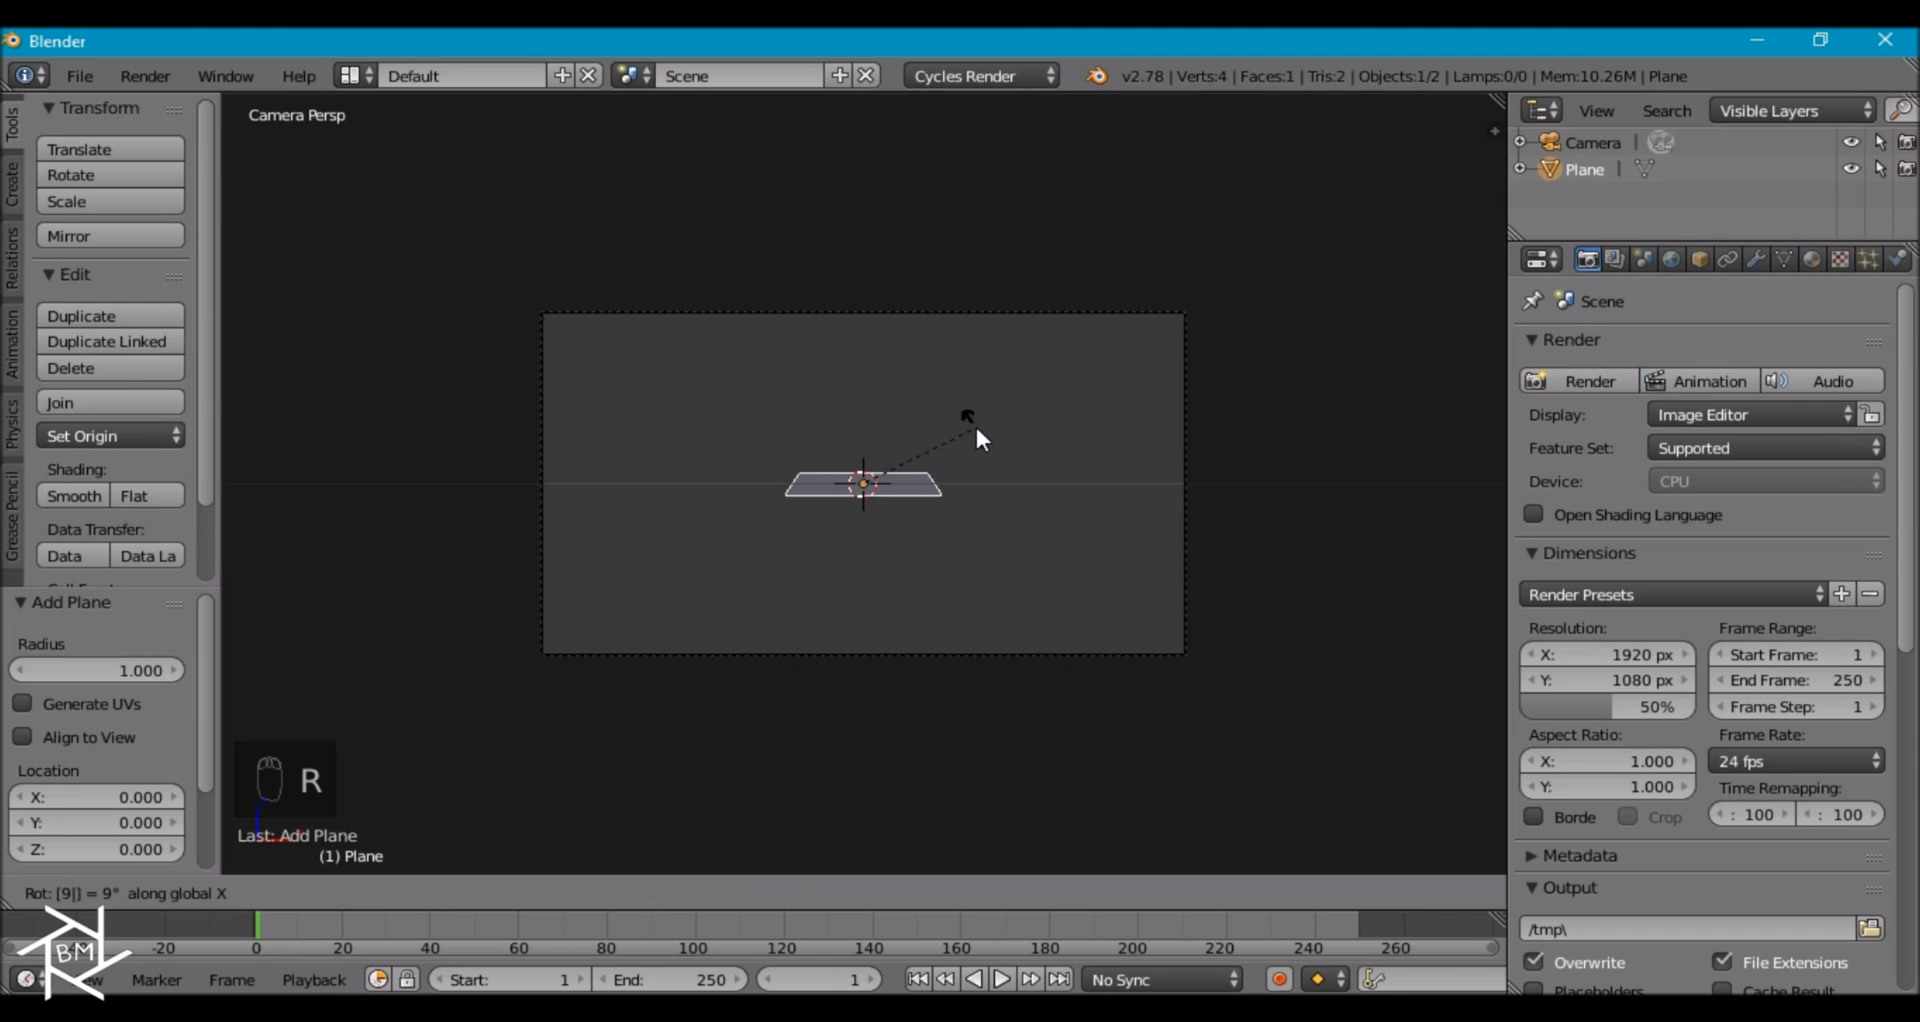 Blender
File Render Window Help Default Scene Cycles Render v2.78 | Verts:4 | Faces:1 | Tris:2 | Objects:1/2 | Lamps:0/0 | Mem:10.26M | Plane
Tools
Create
Relations
Animation
Physics
Grease Pencil
Transform
Translate
Rotate
Scale
Mirror
Edit
Duplicate
Duplicate Linked
Delete
Join
Set Origin
Shading:
Smooth Flat
Data Transfer:
Data Data La
Add Plane
Radius
1.000
Generate UVs
Align to View
Location
X: 0.000
Y: 0.000
Z: 0.000
Camera Persp
R
Last: Add Plane
(1) Plane
Rot: [9|] = 9° along global X
View Search Visible Layers
Camera
Plane
Scene
Render
Render Animation Audio
Display: Image Editor
Feature Set: Supported
Device: CPU
Open Shading Language
Dimensions
Render Presets
Resolution: Frame Range:
X: 1920 px Start Frame: 1
Y: 1080 px End Frame: 250
50% Frame Step: 1
Aspect Ratio: Frame Rate:
X: 1.000 24 fps
Y: 1.000 Time Remapping:
Borde Crop : 100 : 100
Metadata
Output
/tmp\
Overwrite File Extensions
Placeholders Cache Result
-20 0 20 40 60 80 100 120 140 160 180 200 220 240 260
BM
Marker Frame Playback Start: 1 End: 250 1 No Sync